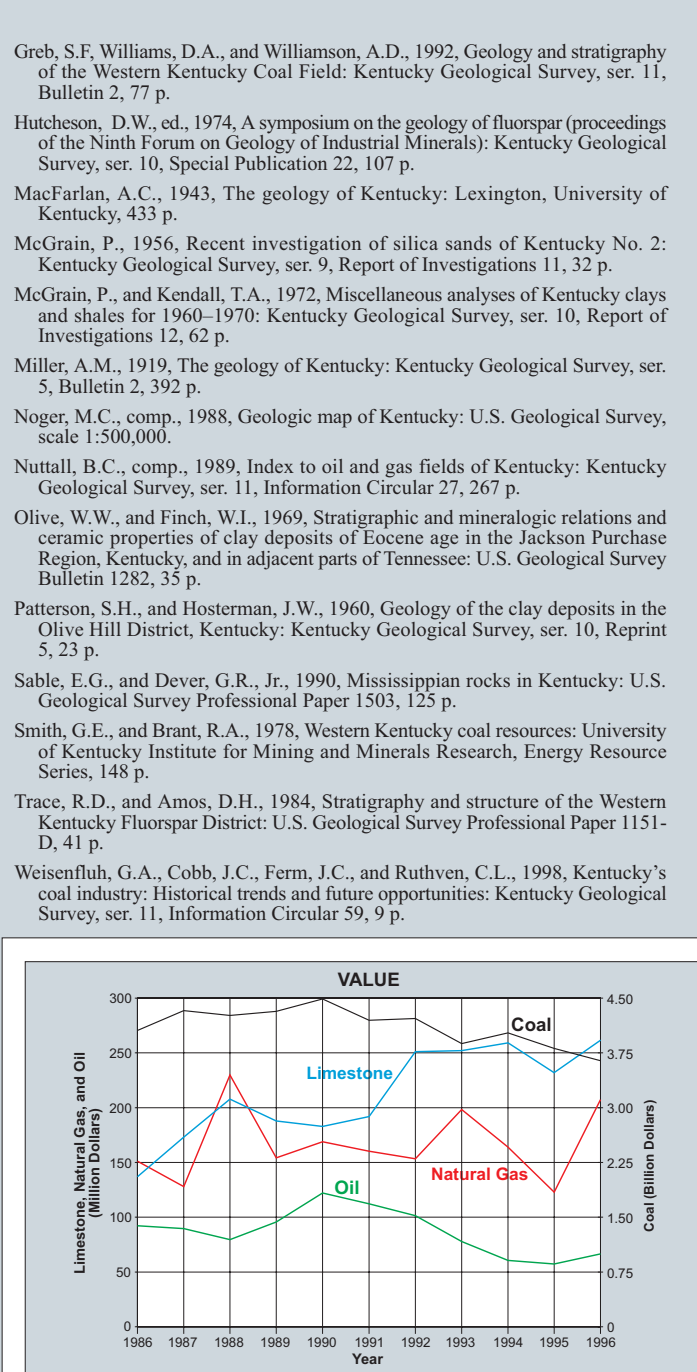 Greb, S.F, Williams, D.A., and Williamson, A.D., 1992, Geology and stratigraphy
of the Western Kentucky Coal Field: Kentucky Geological Survey, ser. 11,
Bulletin 2, 77 p.
Hutcheson, D.W., ed., 1974, A symposium on the geology of fluorspar (proceedings
of the Ninth Forum on Geology of Industrial Minerals): Kentucky Geological
Survey, ser. 10, Special Publication 22, 107 p.
MacFarlan, A.C., 1943, The geology of Kentucky: Lexington, University of
Kentucky, 433 p.
McGrain, P., 1956, Recent investigation of silica sands of Kentucky No. 2:
Kentucky Geological Survey, ser. 9, Report of Investigations 11, 32 p.
McGrain, P., and Kendall, T.A., 1972, Miscellaneous analyses of Kentucky clays
and shales for 1960–1970: Kentucky Geological Survey, ser. 10, Report of
Investigations 12, 62 p.
Miller, A.M., 1919, The geology of Kentucky: Kentucky Geological Survey, ser.
5, Bulletin 2, 392 p.
Noger, M.C., comp., 1988, Geologic map of Kentucky: U.S. Geological Survey,
scale 1:500,000.
Nuttall, B.C., comp., 1989, Index to oil and gas fields of Kentucky: Kentucky
Geological Survey, ser. 11, Information Circular 27, 267 p.
Olive, W.W., and Finch, W.I., 1969, Stratigraphic and mineralogic relations and
ceramic properties of clay deposits of Eocene age in the Jackson Purchase
Region, Kentucky, and in adjacent parts of Tennessee: U.S. Geological Survey
Bulletin 1282, 35 p.
Patterson, S.H., and Hosterman, J.W., 1960, Geology of the clay deposits in the
Olive Hill District, Kentucky: Kentucky Geological Survey, ser. 10, Reprint
5, 23 p.
Sable, E.G., and Dever, G.R., Jr., 1990, Mississippian rocks in Kentucky: U.S.
Geological Survey Professional Paper 1503, 125 p.
Smith, G.E., and Brant, R.A., 1978, Western Kentucky coal resources: University
of Kentucky Institute for Mining and Minerals Research, Energy Resource
Series, 148 p.
Trace, R.D., and Amos, D.H., 1984, Stratigraphy and structure of the Western
Kentucky Fluorspar District: U.S. Geological Survey Professional Paper 1151-
D, 41 p.
Weisenfluh, G.A., Cobb, J.C., Ferm, J.C., and Ruthven, C.L., 1998, Kentucky's
coal industry: Historical trends and future opportunities: Kentucky Geological
Survey, ser. 11, Information Circular 59, 9 p.
VALUE
Limestone, Natural Gas, and Oil
(Million Dollars)
300
250
200
150
100
50
0
Coal
Limestone
Natural Gas
Oil
4.50
3.75
3.00
2.25
1.50
0.75
0
Coal (Billion Dollars)
1986 1987 1988 1989 1990 1991 1992 1993 1994 1995 1996
Year